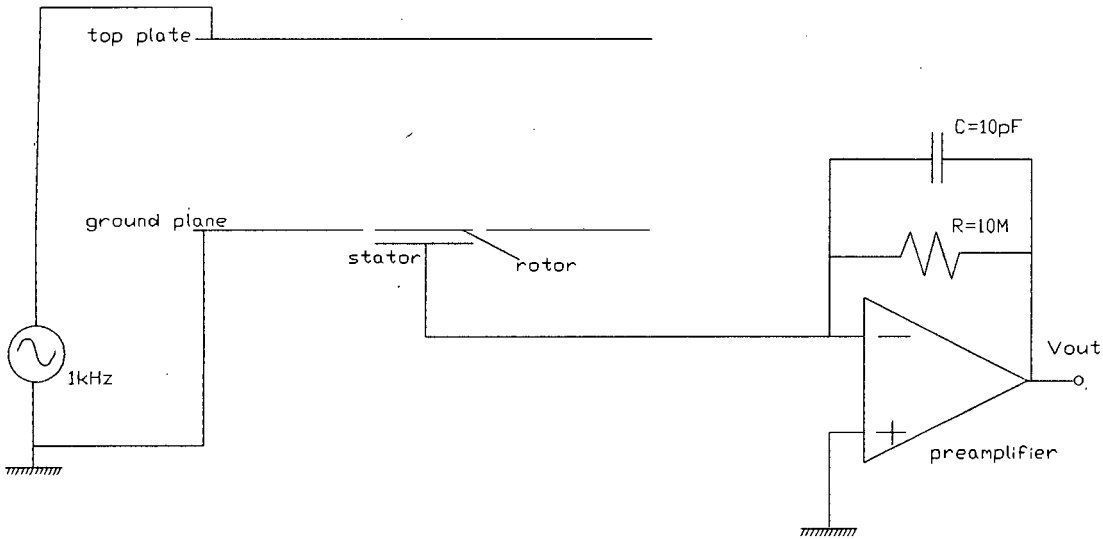 top plate
C=10pF
ground plane
R=10M
stator
rotor
Vout
1kHz
preamplifier